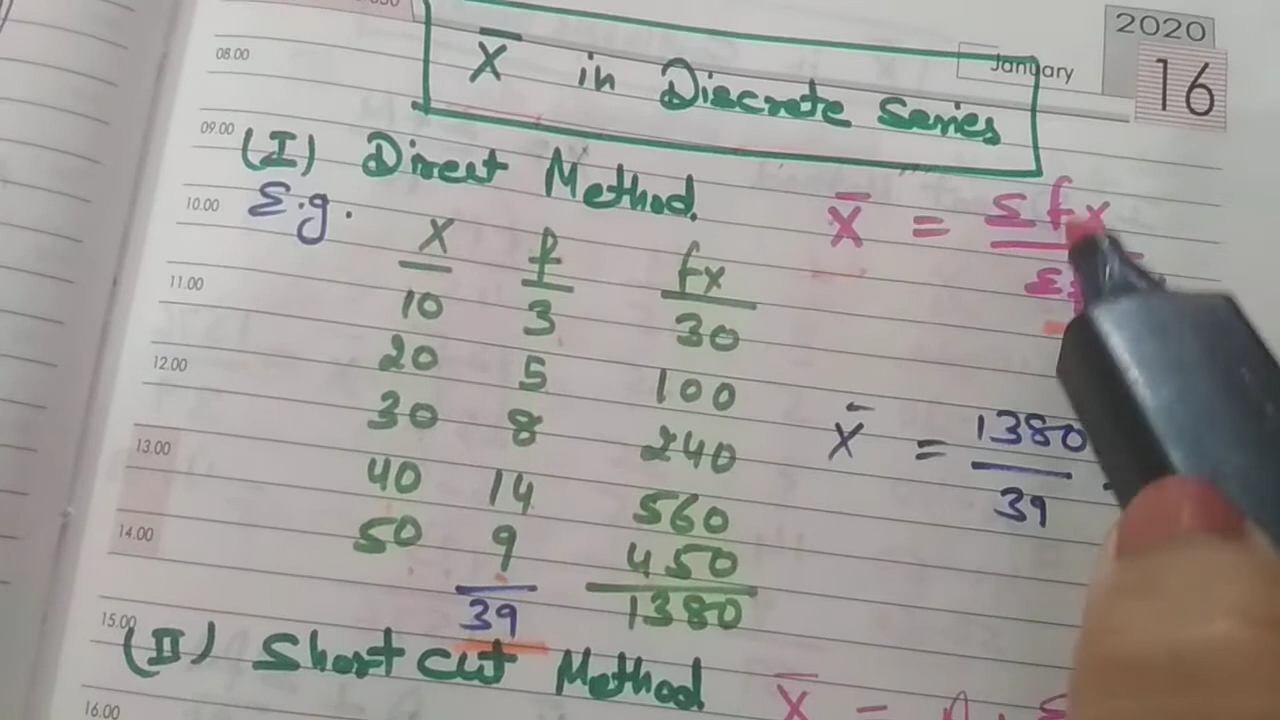 2020
January
16
X̄ in Discrete Series
08.00
09.00
(I) Direct Method.
X̄ = Σfx
10.00
E.g.
X f fx
11.00
10 3 30
12.00
20 5 100
30 8 240
X̄ = 1380
39
13.00
40 14 560
14.00
50 9 450
39 1380
15.00
(II) Short cut Method
X̄ =
16.00